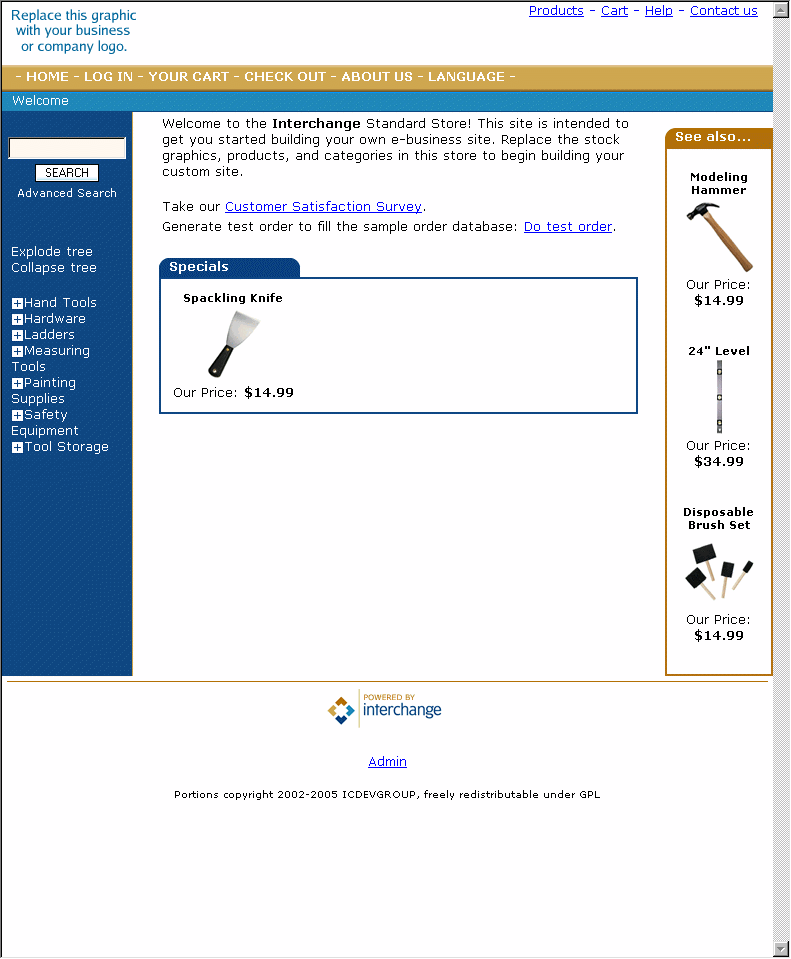 Replace this graphic
with your business
or company logo.
Products - Cart - Help - Contact us
- HOME - LOG IN - YOUR CART - CHECK OUT - ABOUT US - LANGUAGE -
Welcome
SEARCH
Advanced Search
Explode tree
Collapse tree
Hand Tools
Hardware
Ladders
Measuring
Tools
Painting
Supplies
Safety
Equipment
Tool Storage
Welcome to the Interchange Standard Store! This site is intended to
get you started building your own e-business site. Replace the stock
graphics, products, and categories in this store to begin building your
custom site.
Take our Customer Satisfaction Survey.
Generate test order to fill the sample order database: Do test order.
Specials
Spackling Knife
Our Price: $14.99
See also...
Modeling
Hammer
Our Price:
$14.99
24" Level
Our Price:
$34.99
Disposable
Brush Set
Our Price:
$14.99
POWERED BY
interchange
Admin
Portions copyright 2002-2005 ICDEVGROUP, freely redistributable under GPL